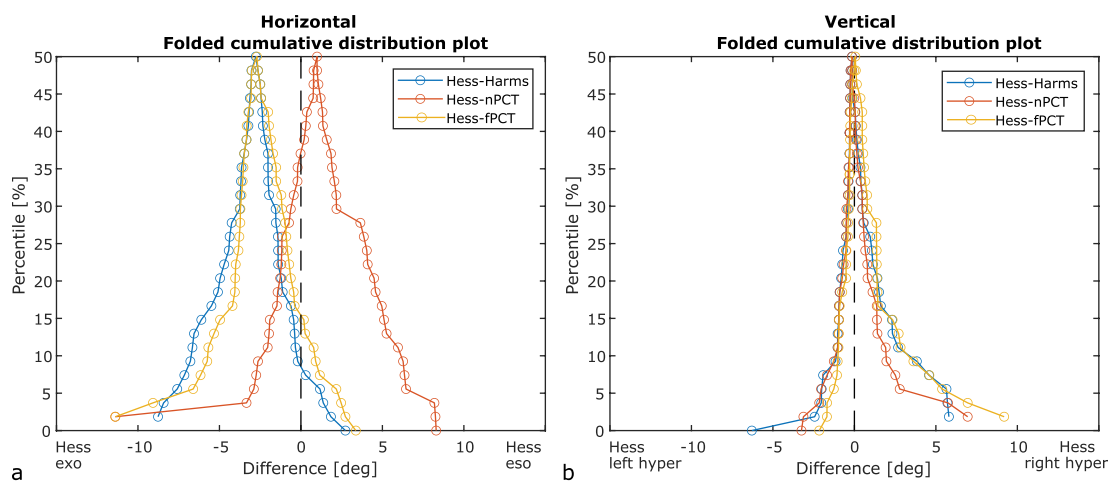 Horizontal
Folded cumulative distribution plot
50
45
40
35
30
25
20
15
10
5
0
Percentile [%]
Hess-Harms
Hess-nPCT
Hess-fPCT
Hess exo
-10
-5
0
5
10
Hess eso
Difference [deg]
a
Vertical
Folded cumulative distribution plot
50
45
40
35
30
25
20
15
10
5
0
Percentile [%]
Hess-Harms
Hess-nPCT
Hess-fPCT
Hess left hyper
-10
-5
0
5
10
Hess right hyper
Difference [deg]
b